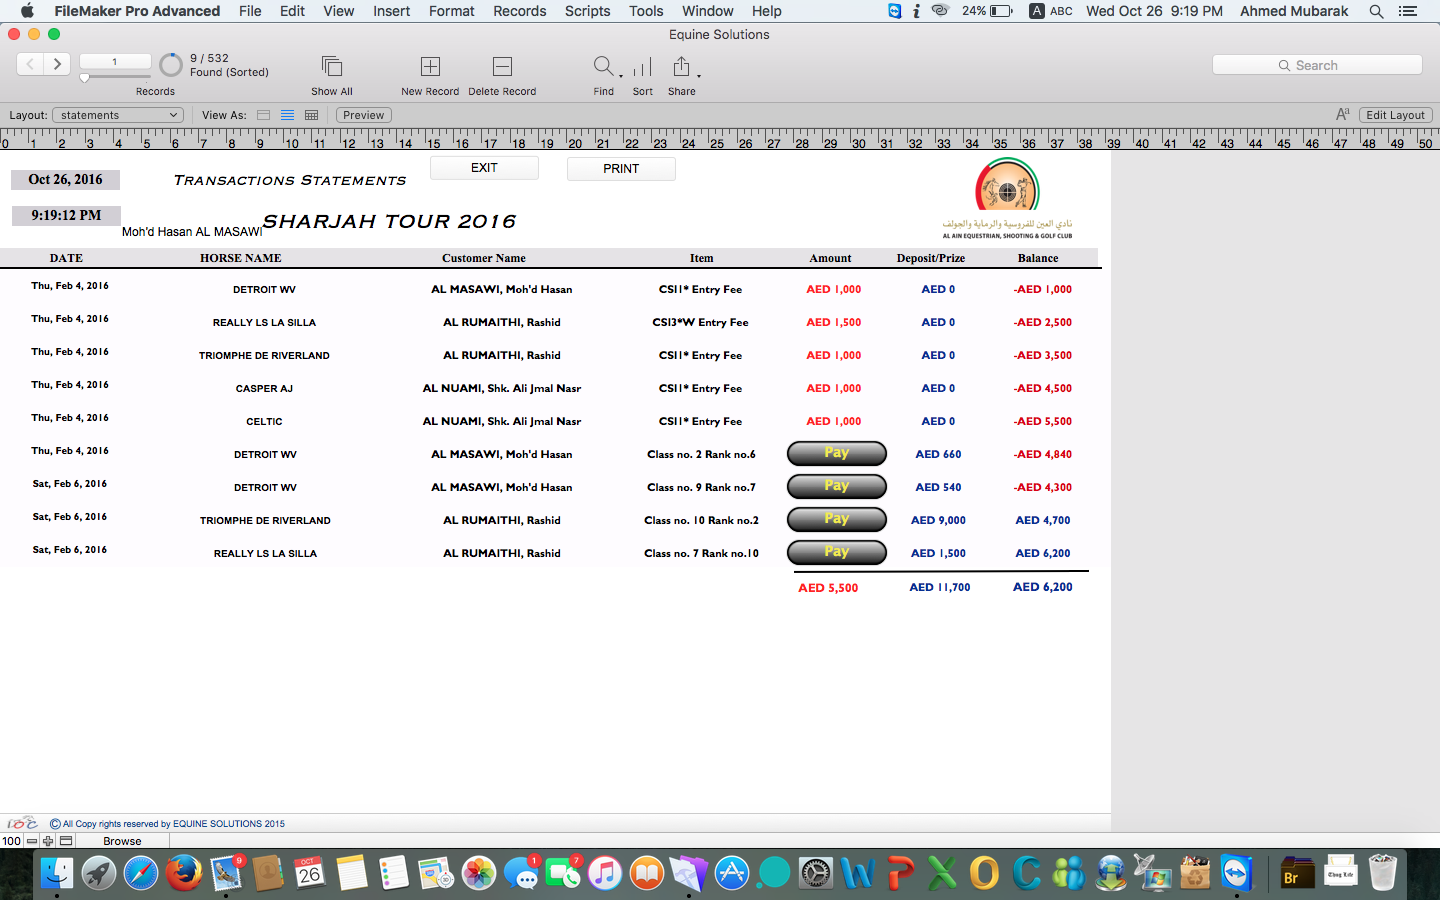 FileMaker Pro Advanced File Edit View Insert Format Records Scripts Tools Window Help 24% A ABC Wed Oct 26 9:19 PM Ahmed Mubarak
Equine Solutions
1 9 / 532
Found (Sorted)
Records Show All New Record Delete Record Find Sort Share
Search
Layout: statements View As: Preview Aa Edit Layout
0 1 2 3 4 5 6 7 8 9 10 11 12 13 14 15 16 17 18 19 20 21 22 23 24 25 26 27 28 29 30 31 32 33 34 35 36 37 38 39 40 41 42 43 44 45 46 47 48 49 50
EXIT PRINT
Oct 26, 2016 Transactions Statements
9:19:12 PM
Moh'd Hasan AL MASAWI SHARJAH TOUR 2016
نادي العين للفروسية والرماية والجولف
AL AIN EQUESTRIAN, SHOOTING & GOLF CLUB
DATE HORSE NAME Customer Name Item Amount Deposit/Prize Balance
Thu, Feb 4, 2016 DETROIT WV AL MASAWI, Moh'd Hasan CSI1* Entry Fee AED 1,000 AED 0 -AED 1,000
Thu, Feb 4, 2016 REALLY LS LA SILLA AL RUMAITHI, Rashid CSI3*W Entry Fee AED 1,500 AED 0 -AED 2,500
Thu, Feb 4, 2016 TRIOMPHE DE RIVERLAND AL RUMAITHI, Rashid CSI1* Entry Fee AED 1,000 AED 0 -AED 3,500
Thu, Feb 4, 2016 CASPER AJ AL NUAMI, Shk. Ali Jmal Nasr CSI1* Entry Fee AED 1,000 AED 0 -AED 4,500
Thu, Feb 4, 2016 CELTIC AL NUAMI, Shk. Ali Jmal Nasr CSI1* Entry Fee AED 1,000 AED 0 -AED 5,500
Thu, Feb 4, 2016 DETROIT WV AL MASAWI, Moh'd Hasan Class no. 2 Rank no.6 Pay AED 660 -AED 4,840
Sat, Feb 6, 2016 DETROIT WV AL MASAWI, Moh'd Hasan Class no. 9 Rank no.7 Pay AED 540 -AED 4,300
Sat, Feb 6, 2016 TRIOMPHE DE RIVERLAND AL RUMAITHI, Rashid Class no. 10 Rank no.2 Pay AED 9,000 AED 4,700
Sat, Feb 6, 2016 REALLY LS LA SILLA AL RUMAITHI, Rashid Class no. 7 Rank no.10 Pay AED 1,500 AED 6,200
AED 5,500 AED 11,700 AED 6,200
© All Copy rights reserved by EQUINE SOLUTIONS 2015
100 Browse
9 OCT 26 1 7 Br